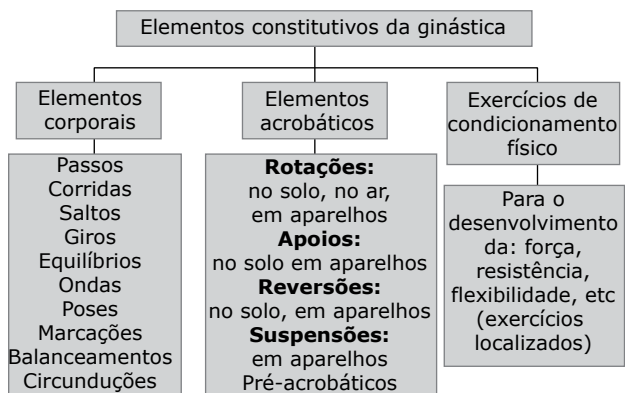 Elementos constitutivos da ginástica
Elementos
corporais
Passos
Corridas
Saltos
Giros
Equilíbrios
Ondas
Poses
Marcações
Balanceamentos
Circunduções
Elementos
acrobáticos
Rotações:
no solo, no ar,
em aparelhos
Apoios:
no solo em aparelhos
Reversões:
no solo, em aparelhos
Suspensões:
em aparelhos
Pré-acrobáticos
Exercícios de
condicionamento
físico
Para o
desenvolvimento
da: força,
resistência,
flexibilidade, etc
(exercícios
localizados)